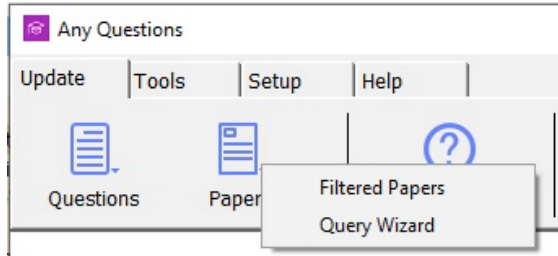 Any Questions
Update Tools Setup Help
Questions Paper
Filtered Papers
Query Wizard